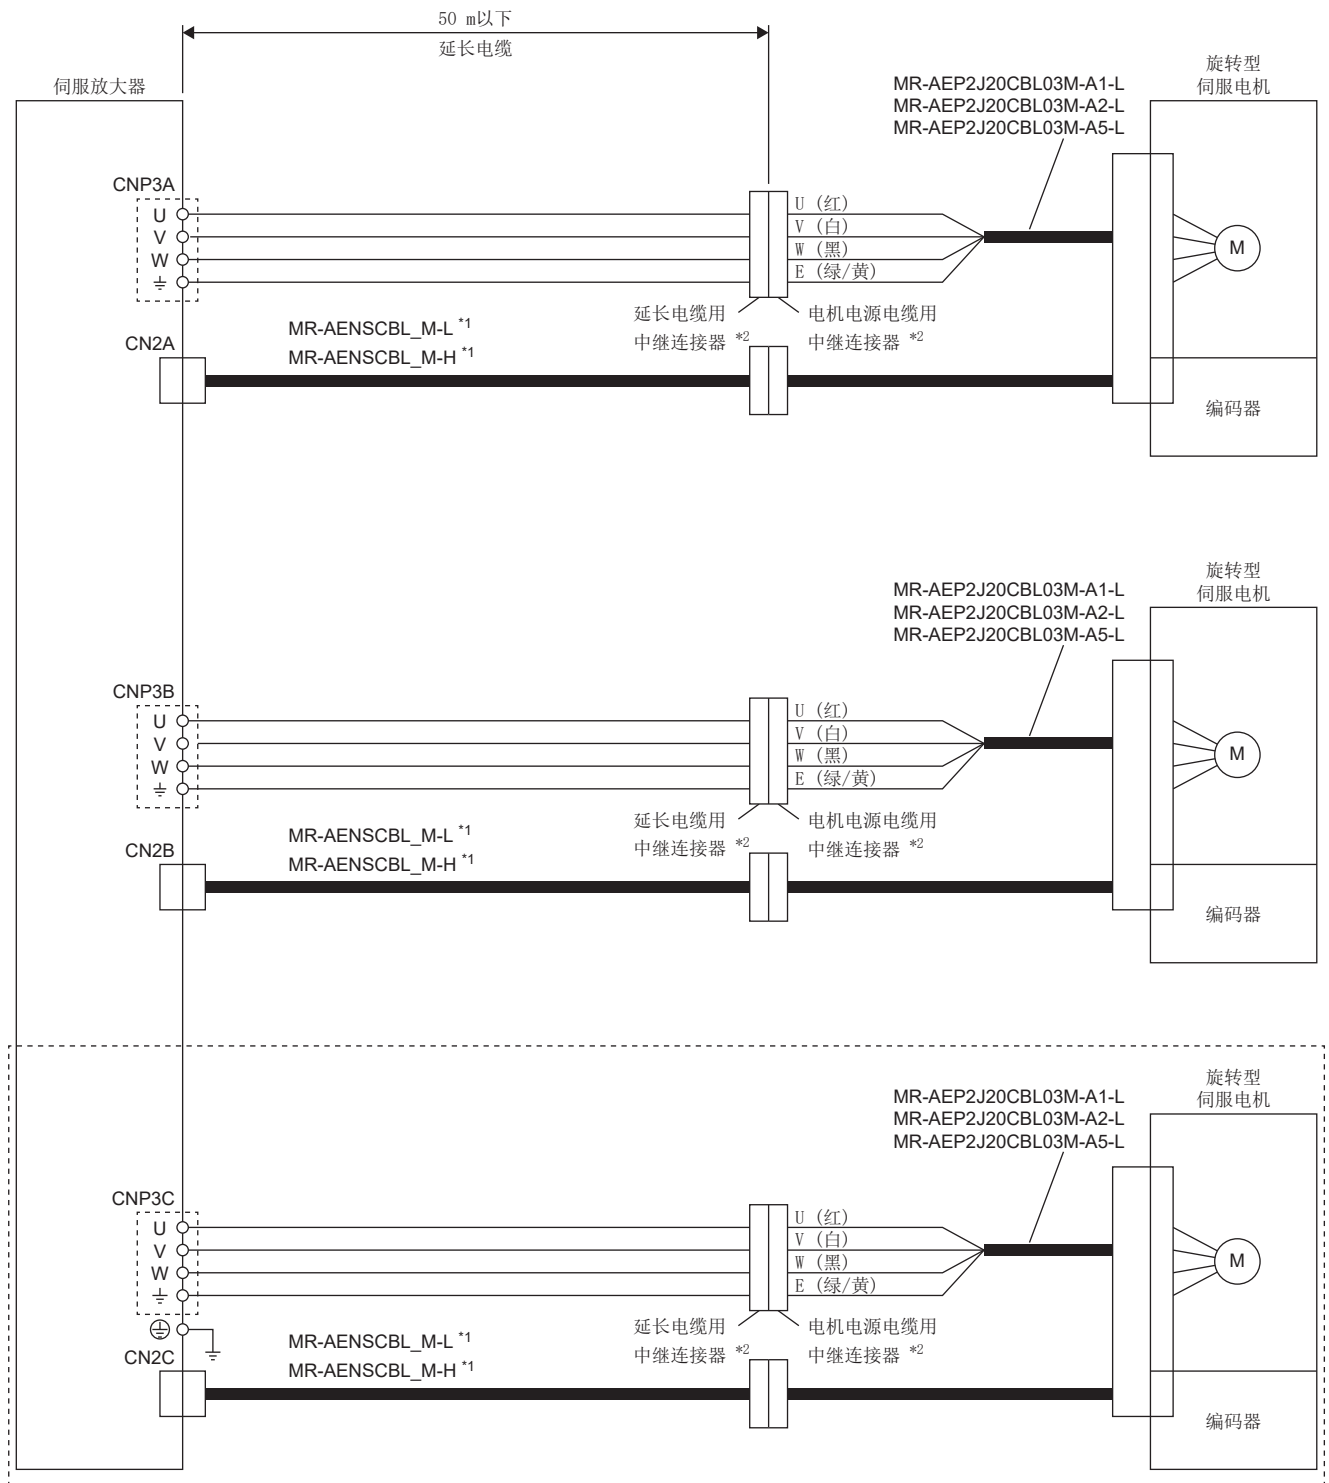 50 m以下
延长电缆
伺服放大器
旋转型
伺服电机
MR-AEP2J20CBL03M-A1-L
MR-AEP2J20CBL03M-A2-L
MR-AEP2J20CBL03M-A5-L
CNP3A
U
V
W
U (红)
V (白)
W (黑)
E (绿/黄)
M
延长电缆用
中继连接器 *2
电机电源电缆用
中继连接器 *2
CN2A
MR-AENSCBL_M-L *1
MR-AENSCBL_M-H *1
编码器
旋转型
伺服电机
MR-AEP2J20CBL03M-A1-L
MR-AEP2J20CBL03M-A2-L
MR-AEP2J20CBL03M-A5-L
CNP3B
U
V
W
U (红)
V (白)
W (黑)
E (绿/黄)
M
延长电缆用
中继连接器 *2
电机电源电缆用
中继连接器 *2
CN2B
MR-AENSCBL_M-L *1
MR-AENSCBL_M-H *1
编码器
旋转型
伺服电机
MR-AEP2J20CBL03M-A1-L
MR-AEP2J20CBL03M-A2-L
MR-AEP2J20CBL03M-A5-L
CNP3C
U
V
W
U (红)
V (白)
W (黑)
E (绿/黄)
M
延长电缆用
中继连接器 *2
电机电源电缆用
中继连接器 *2
CN2C
MR-AENSCBL_M-L *1
MR-AENSCBL_M-H *1
编码器